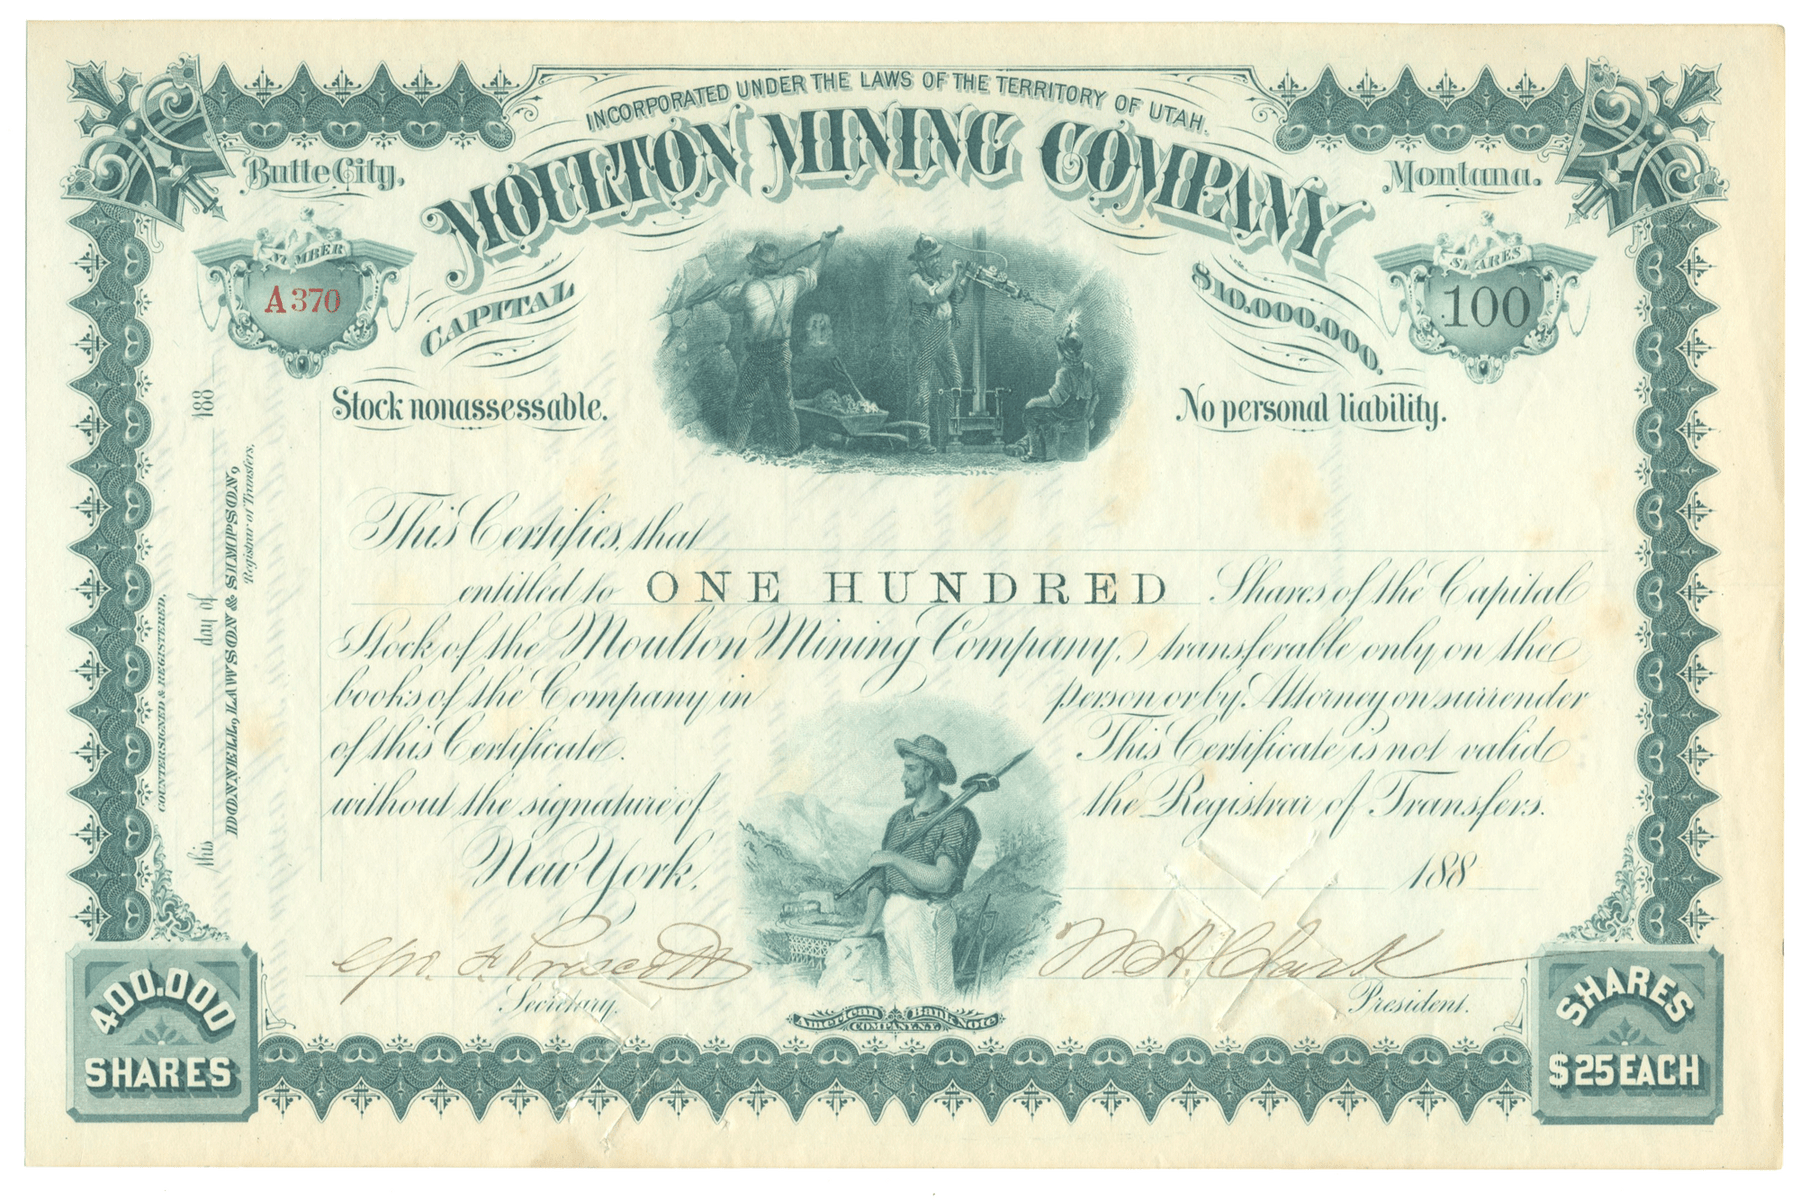 INCORPORATED UNDER THE LAWS OF THE TERRITORY OF UTAH.
Butte City,
MOULTON MINING COMPANY
Montana.
NUMBER
A370
CAPITAL
$10.000.000.
SHARES
100
Stock nonassessable.
No personal liability.
This Certifies, that
entitled to ONE HUNDRED Shares of the Capital
Stock of the Moulton Mining Company, transferable only on the
books of the Company in person or by Attorney on surrender
of this Certificate. This Certificate is not valid
without the signature of the Registrar of Transfers.
New York, 188
Geo. F. Prescott
Secretary.
W. A. Clark
President.
American Bank Note
COMPANY N.Y.
400.000
SHARES
SHARES
$25 EACH
COUNTERSIGNED & REGISTERED,
this day of 188
DONNELL, LAWSON & SIMPSON,
Registrar of Transfers.